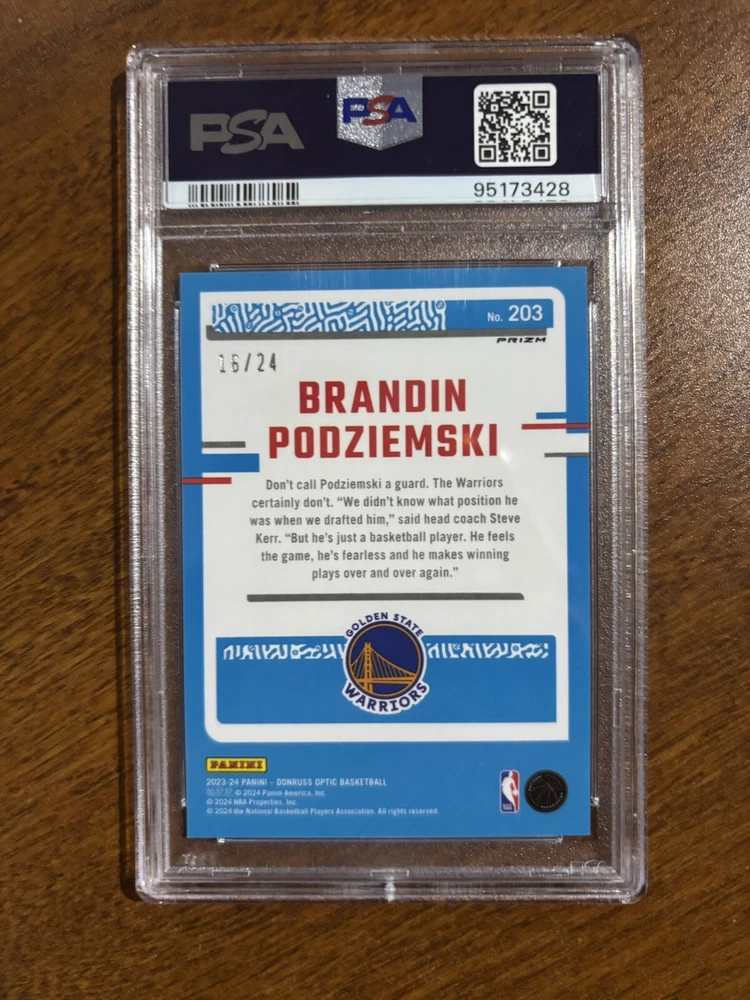 PSA
PSA
95173428
No. 203
PRIZM
16/24
BRANDIN
PODZIEMSKI
Don't call Podziemski a guard. The Warriors
certainly don't. “We didn't know what position he
was when we drafted him,” said head coach Steve
Kerr. “But he's just a basketball player. He feels
the game, he's fearless and he makes winning
plays over and over again.”
GOLDEN STATE
WARRIORS
PANINI
2023-24 PANINI – DONRUSS OPTIC BASKETBALL
© 2024 Panini America, Inc.
© 2024 NBA Properties, Inc.
© 2024 the National Basketball Players Association. All rights reserved.